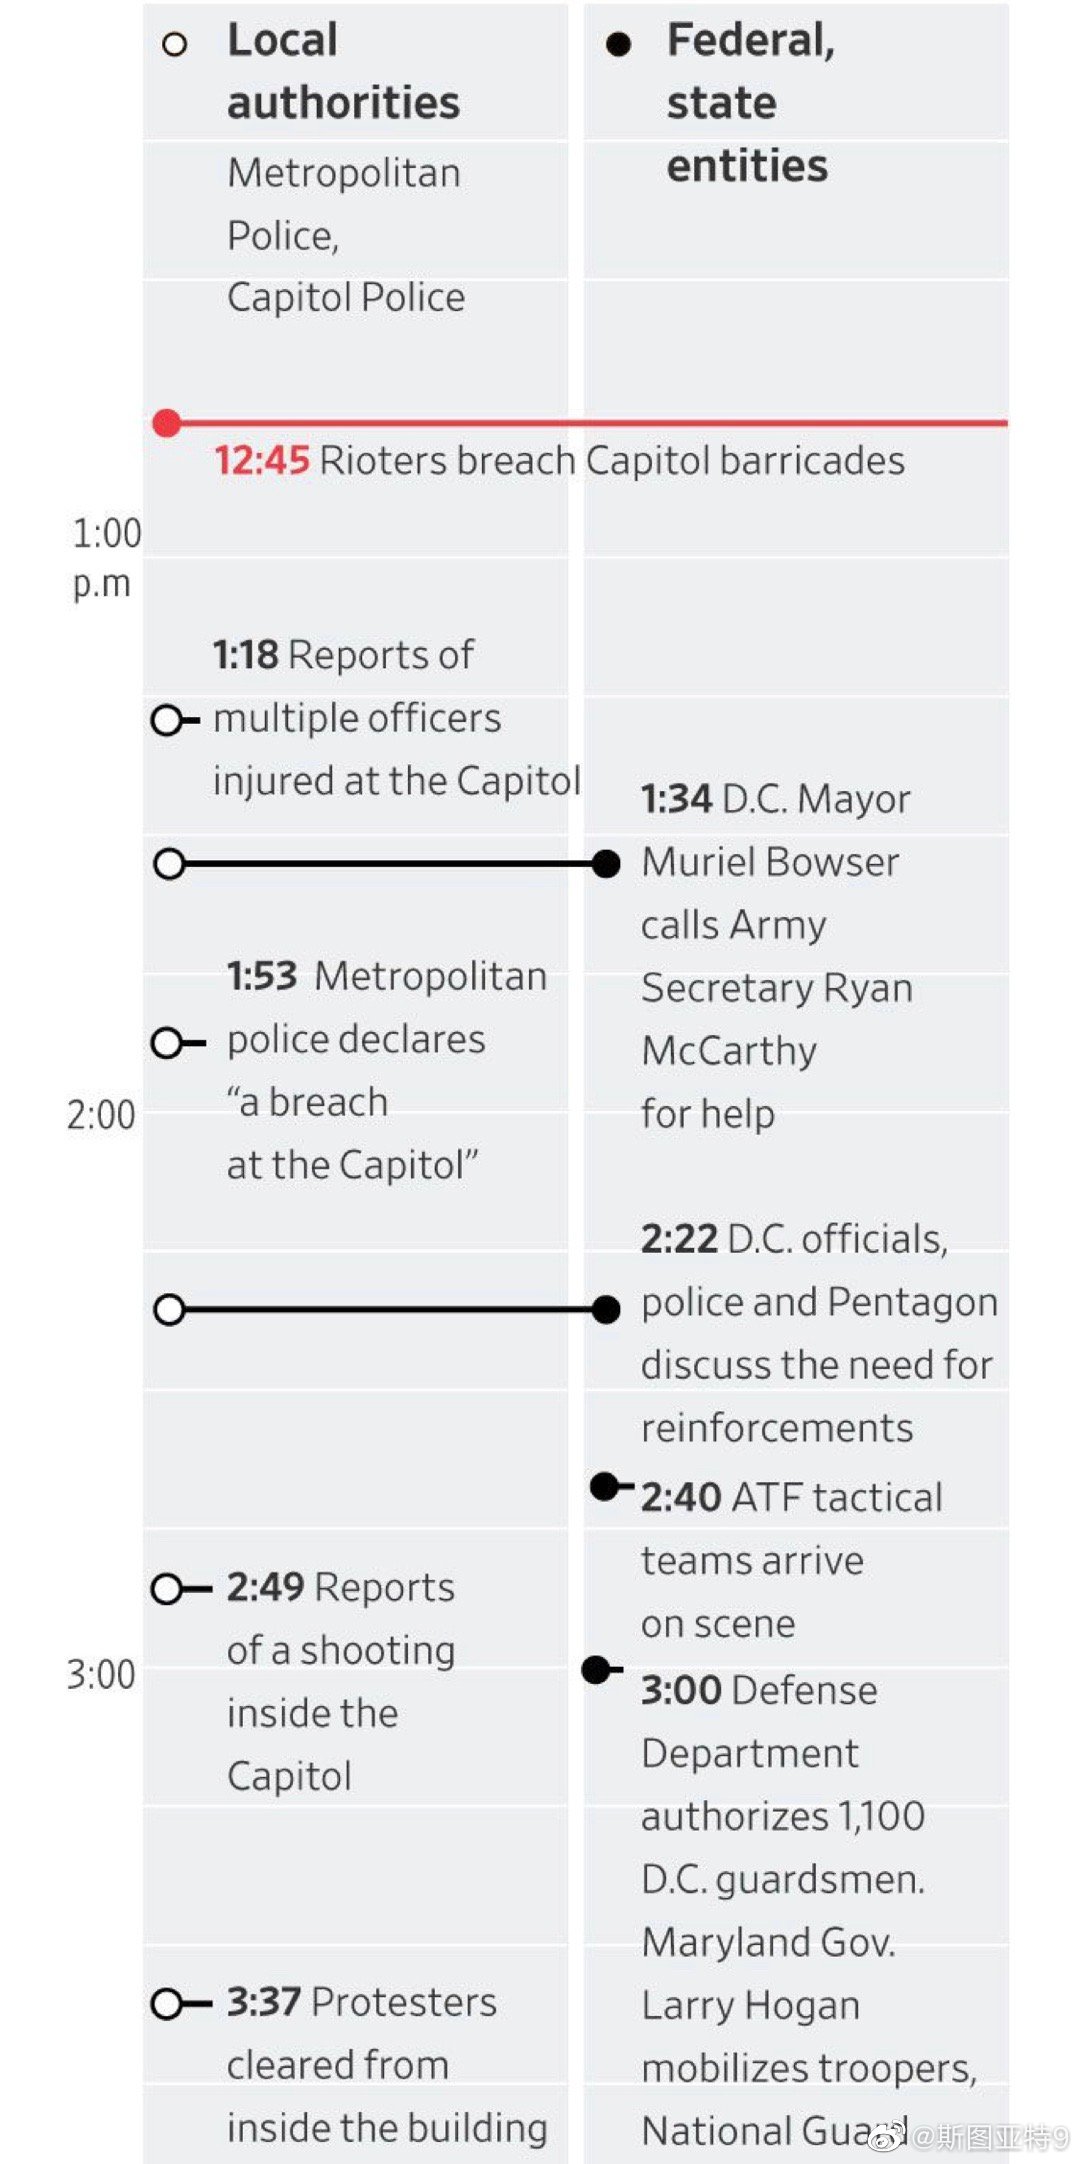 Local
authorities
Metropolitan
Police,
Capitol Police
Federal,
state
entities
12:45 Rioters breach Capitol barricades
1:00
p.m
1:18 Reports of
multiple officers
injured at the Capitol
1:34 D.C. Mayor
Muriel Bowser
calls Army
Secretary Ryan
McCarthy
for help
1:53 Metropolitan
police declares
“a breach
at the Capitol”
2:00
2:22 D.C. officials,
police and Pentagon
discuss the need for
reinforcements
2:40 ATF tactical
teams arrive
on scene
2:49 Reports
of a shooting
inside the
Capitol
3:00
3:00 Defense
Department
authorizes 1,100
D.C. guardsmen.
Maryland Gov.
Larry Hogan
mobilizes troopers,
National Guard
3:37 Protesters
cleared from
inside the building
@斯图亚特9